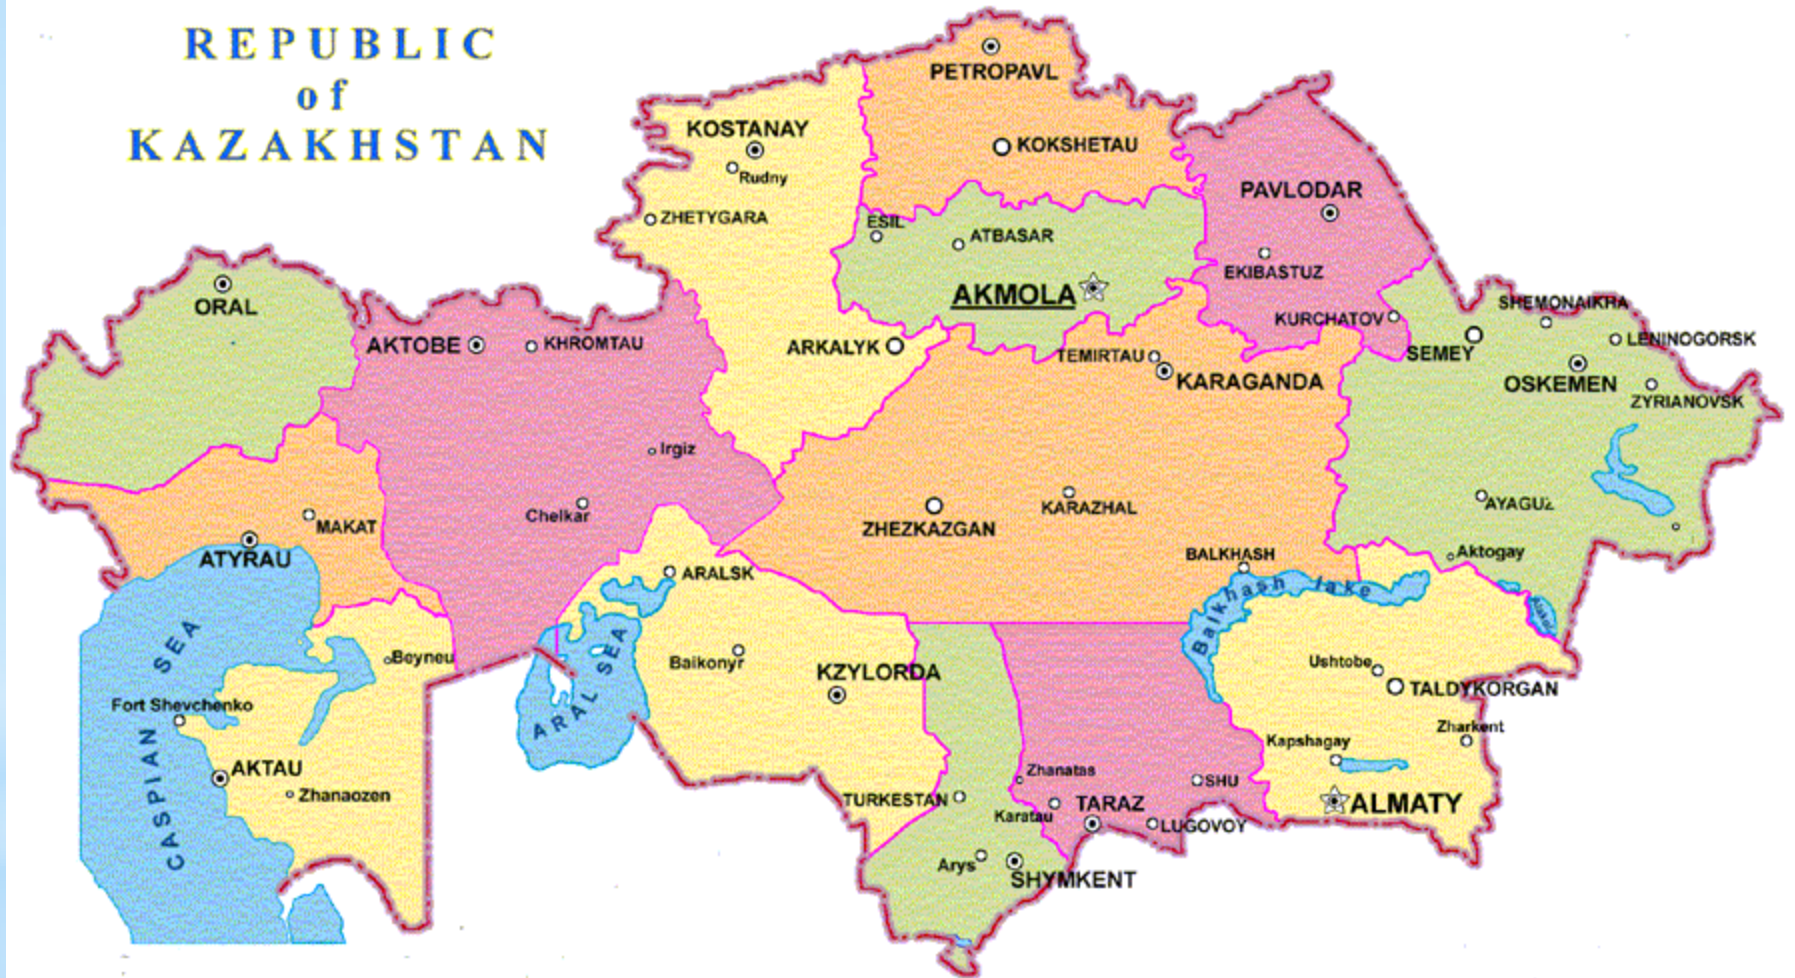 REPUBLIC
of
KAZAKHSTAN
PETROPAVL
KOSTANAY
Rudny
KOKSHETAU
ZHETYGARA
PAVLODAR
ESIL
ATBASAR
EKIBASTUZ
AKMOLA
ORAL
SHEMONAIKHA
KURCHATOV
LENINOGORSK
AKTOBE
KHROMTAU
ARKALYK
TEMIRTAU
SEMEY
KARAGANDA
OSKEMEN
ZYRIANOVSK
Irgiz
Chelkar
MAKAT
ZHEZKAZGAN
KARAZHAL
AYAGUZ
ATYRAU
BALKHASH
Aktogay
ARALSK
Balkhash lake
Alakol
CASPIAN SEA
ARAL SEA
Beyneu
Baikonyr
KZYLORDA
Ushtobe
TALDYKORGAN
Fort Shevchenko
Zharkent
Kapshagay
AKTAU
Zhanaozen
Zhanatas
SHU
TURKESTAN
Karatau
TARAZ
LUGOVOY
ALMATY
Arys
SHYMKENT